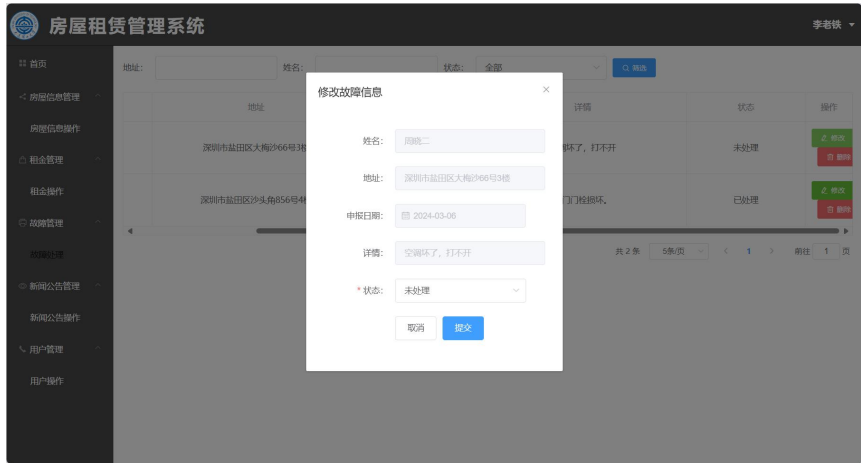 房屋租赁管理系统
李老铁
首页
房屋信息管理
房屋信息操作
租金管理
租金操作
故障管理
故障处理
新闻公告管理
新闻公告操作
用户管理
用户操作
地址:
姓名:
状态: 全部
筛选
地址 详情 状态 操作
深圳市盐田区大梅沙66号3楼 坏了，打不开 未处理 修改
删除
深圳市盐田区沙头角856号4 门门栓损坏。 已处理 修改
删除
共 2 条 5条/页 1 前往 1 页
修改故障信息
姓名: 周晓二
地址: 深圳市盐田区大梅沙66号3楼
申报日期: 2024-03-06
详情: 空调坏了，打不开
* 状态: 未处理
取消 提交